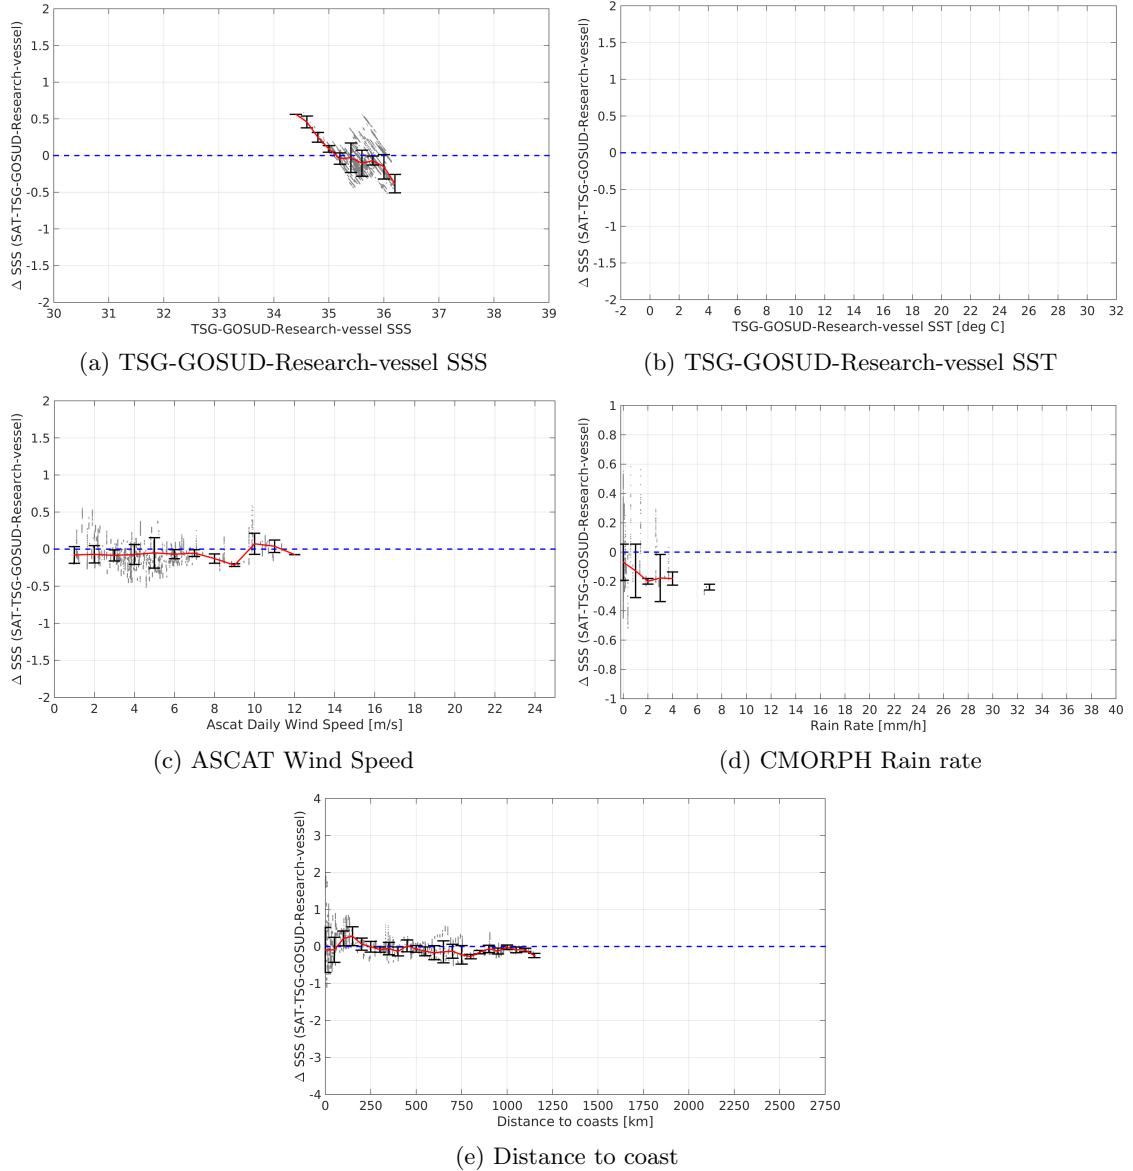 2
1.5
1
0.5
0
-0.5
-1
-1.5
-2
Δ SSS (SAT-TSG-GOSUD-Research-vessel)
30 31 32 33 34 35 36 37 38 39
TSG-GOSUD-Research-vessel SSS
(a) TSG-GOSUD-Research-vessel SSS
2
1.5
1
0.5
0
-0.5
-1
-1.5
-2
Δ SSS (SAT-TSG-GOSUD-Research-vessel)
-2 0 2 4 6 8 10 12 14 16 18 20 22 24 26 28 30 32
TSG-GOSUD-Research-vessel SST [deg C]
(b) TSG-GOSUD-Research-vessel SST
2
1.5
1
0.5
0
-0.5
-1
-1.5
-2
Δ SSS (SAT-TSG-GOSUD-Research-vessel)
0 2 4 6 8 10 12 14 16 18 20 22 24
Ascat Daily Wind Speed [m/s]
(c) ASCAT Wind Speed
1
0.8
0.6
0.4
0.2
0
-0.2
-0.4
-0.6
-0.8
-1
Δ SSS (SAT-TSG-GOSUD-Research-vessel)
0 2 4 6 8 10 12 14 16 18 20 22 24 26 28 30 32 34 36 38 40
Rain Rate [mm/h]
(d) CMORPH Rain rate
4
3
2
1
0
-1
-2
-3
-4
Δ SSS (SAT-TSG-GOSUD-Research-vessel)
0 250 500 750 1000 1250 1500 1750 2000 2250 2500 2750
Distance to coasts [km]
(e) Distance to coast